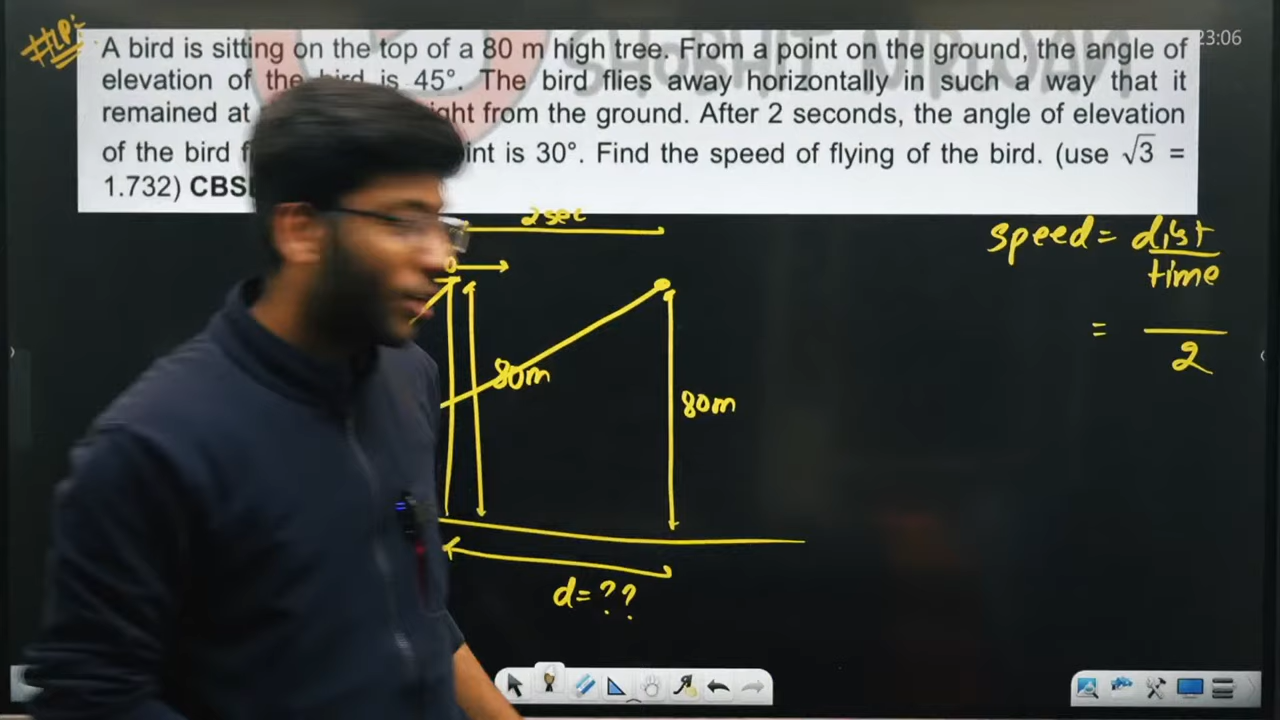 #LP:
A bird is sitting on the top of a 80 m high tree. From a point on the ground, the angle of
elevation of the bird is 45°. The bird flies away horizontally in such a way that it
remained at ght from the ground. After 2 seconds, the angle of elevation
of the bird f int is 30°. Find the speed of flying of the bird. (use √3 =
1.732) CBS
23:06
2sec
speed = dist
time
= 
2
80m
80m
d=??